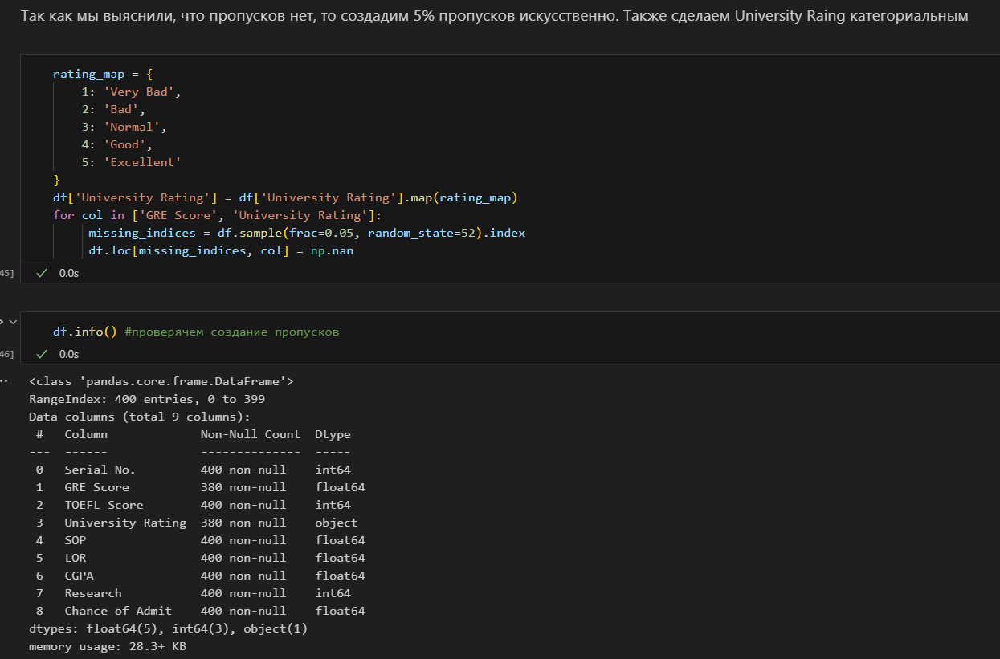 Так как мы выяснили, что пропусков нет, то создадим 5% пропусков искусственно. Также сделаем University Raing категориальным
rating_map = {
    1: 'Very Bad',
    2: 'Bad',
    3: 'Normal',
    4: 'Good',
    5: 'Excellent'
}
df['University Rating'] = df['University Rating'].map(rating_map)
for col in ['GRE Score', 'University Rating']:
    missing_indices = df.sample(frac=0.05, random_state=52).index
    df.loc[missing_indices, col] = np.nan
45] 0.0s
df.info() #проверячем создание пропусков
46] 0.0s
<class 'pandas.core.frame.DataFrame'>
RangeIndex: 400 entries, 0 to 399
Data columns (total 9 columns):
 #   Column             Non-Null Count  Dtype
---  ------             --------------  -----
 0   Serial No.         400 non-null    int64
 1   GRE Score          380 non-null    float64
 2   TOEFL Score        400 non-null    int64
 3   University Rating  380 non-null    object
 4   SOP                400 non-null    float64
 5   LOR                400 non-null    float64
 6   CGPA               400 non-null    float64
 7   Research           400 non-null    int64
 8   Chance of Admit    400 non-null    float64
dtypes: float64(5), int64(3), object(1)
memory usage: 28.3+ KB